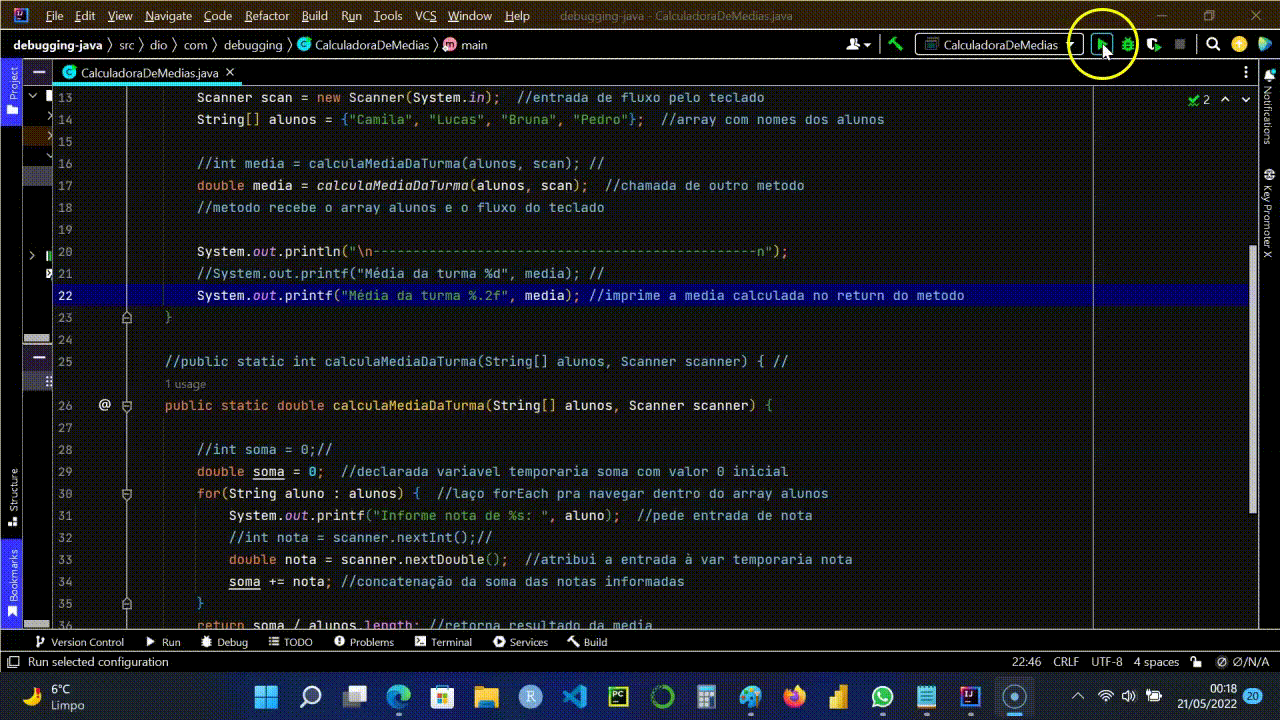 File Edit View Navigate Code Refactor Build Run Tools VCS Window Help debugging-java - CalculadoraDeMedias.java
debugging-java src dio com debugging CalculadoraDeMedias main CalculadoraDeMedias
Project
CalculadoraDeMedias.java
13 Scanner scan = new Scanner(System.in); //entrada de fluxo pelo teclado
2
14 String[] alunos = {"Camila", "Lucas", "Bruna", "Pedro"}; //array com nomes dos alunos
15
16 //int media = calculaMediaDaTurma(alunos, scan); //
17 double media = calculaMediaDaTurma(alunos, scan); //chamada de outro metodo
18 //metodo recebe o array alunos e o fluxo do teclado
19
20 System.out.println("\n------------------------------------------------n");
21 //System.out.printf("Média da turma %d", media); //
22 System.out.printf("Média da turma %.2f", media); //imprime a media calculada no return do metodo
23 }
24
25 //public static int calculaMediaDaTurma(String[] alunos, Scanner scanner) { //
1 usage
26 @ public static double calculaMediaDaTurma(String[] alunos, Scanner scanner) {
27
28 //int soma = 0;//
29 double soma = 0; //declarada variavel temporaria soma com valor 0 inicial
30 for(String aluno : alunos) { //laço forEach pra navegar dentro do array alunos
31 System.out.printf("Informe nota de %s: ", aluno); //pede entrada de nota
32 //int nota = scanner.nextInt();//
33 double nota = scanner.nextDouble(); //atribui a entrada à var temporaria nota
34 soma += nota; //concatenação da soma das notas informadas
35 }
36 return soma / alunos.length; //retorna resultado da media
Notifications
Key Promoter X
Structure
Bookmarks
Version Control Run Debug TODO Problems Terminal Services Build
Run selected configuration 22:46 CRLF UTF-8 4 spaces Ø/N/A
6°C
Limpo
R
PC
00:18
21/05/2022
20